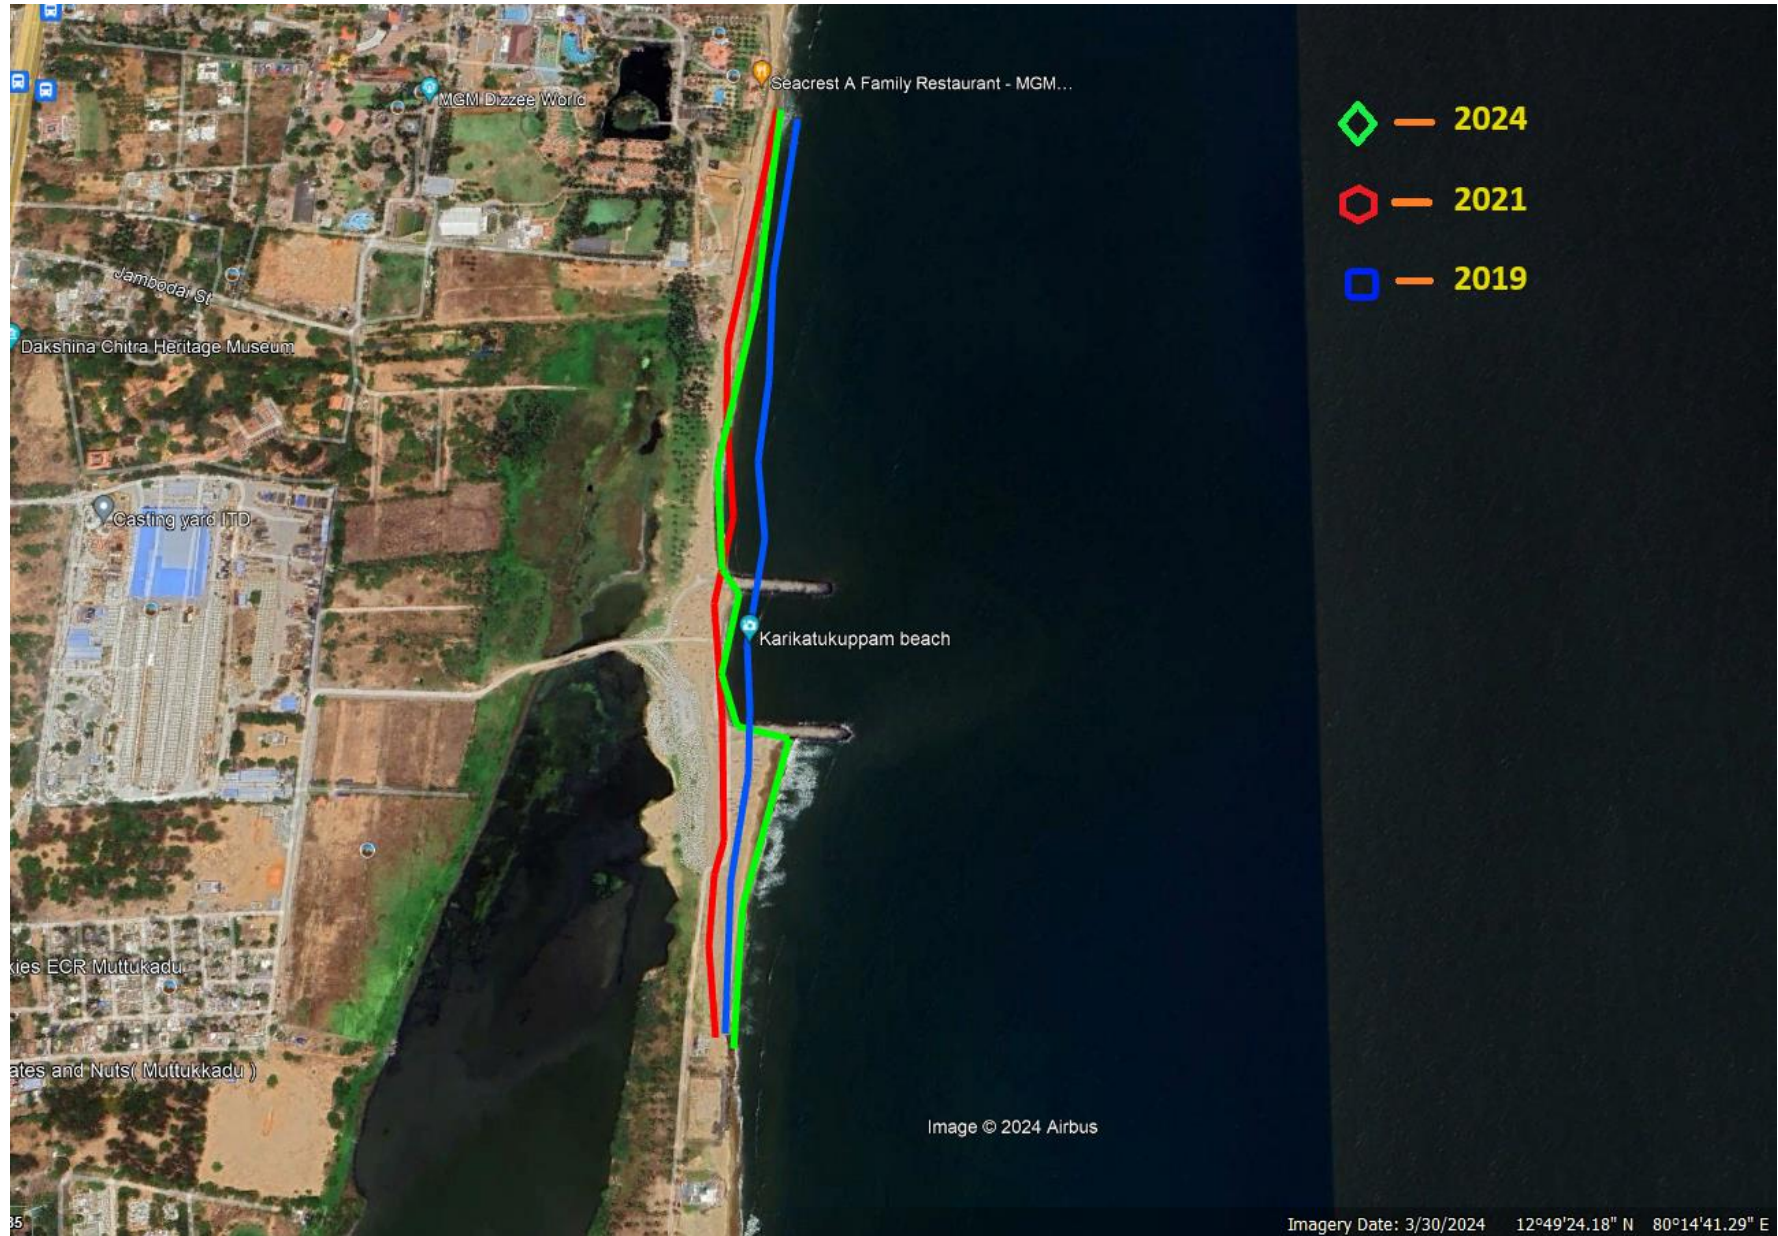 Seacrest A Family Restaurant - MGM...
MGM Dizzee World
2024
2021
2019
Jambodai St
Dakshina Chitra Heritage Museum
Casting yard ITD
Karikatukuppam beach
kies ECR Muttukadu
ates and Nuts( Muttukkadu )
Image © 2024 Airbus
Imagery Date: 3/30/2024 12°49'24.18" N 80°14'41.29" E